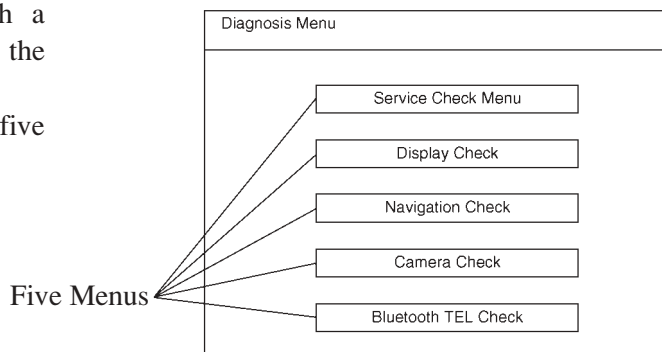 h a
the
five
Diagnosis Menu
Service Check Menu
Display Check
Navigation Check
Camera Check
Bluetooth TEL Check
Five Menus